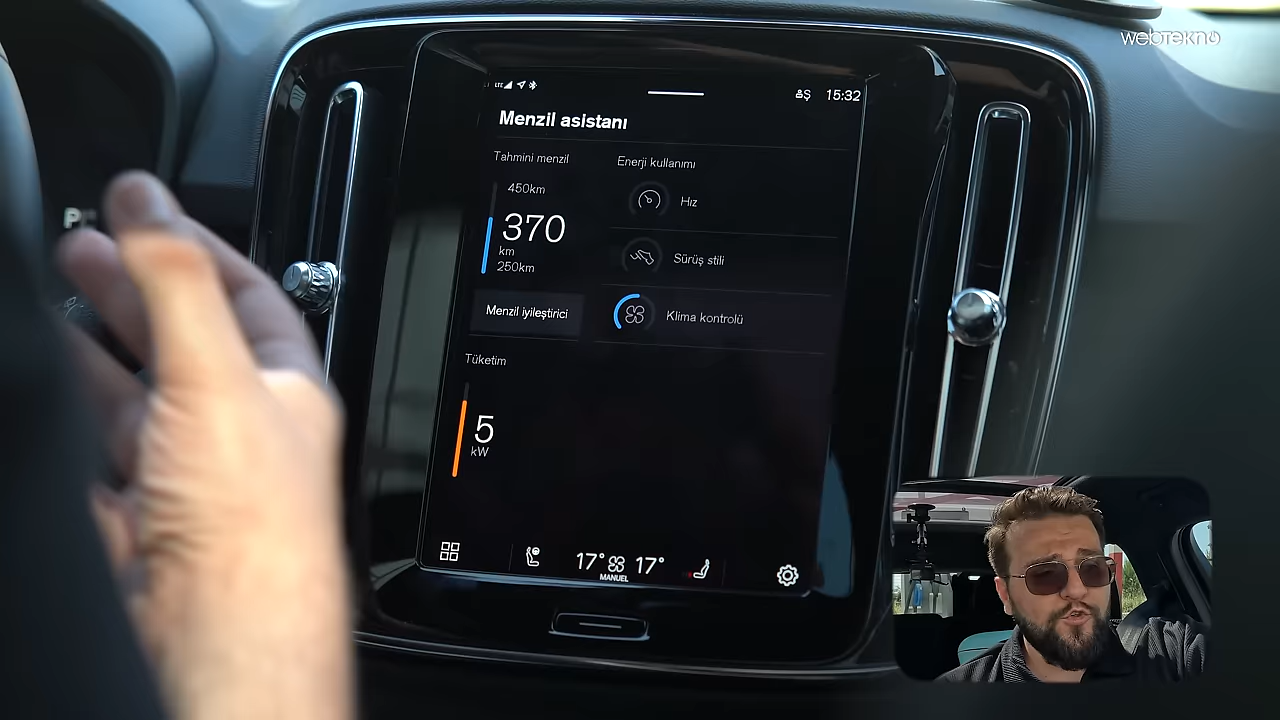 webtekno
LTE
15:32
Menzil asistanı
Tahmini menzil
Enerji kullanımı
450km
Hız
370
km
250km
Sürüş stili
Menzil iyileştirici
Klima kontrolü
Tüketim
5
kW
17° 17°
MANUEL
P